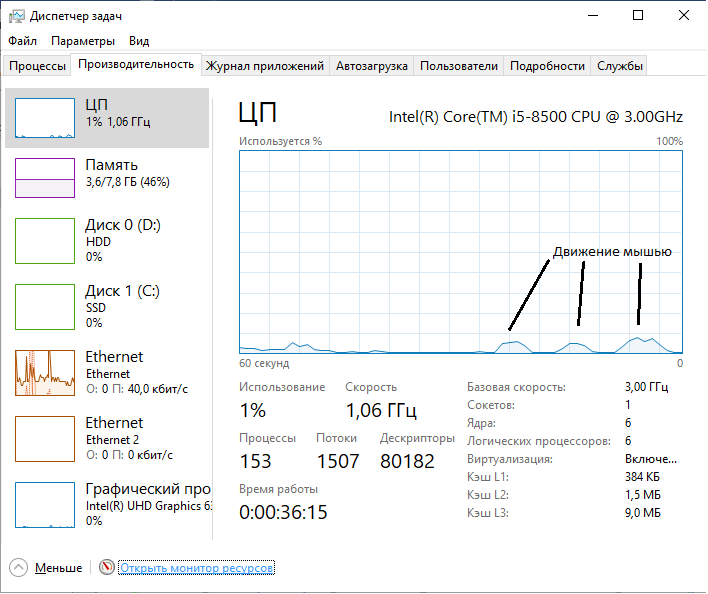 Диспетчер задач
Файл Параметры Вид
Процессы Производительность Журнал приложений Автозагрузка Пользователи Подробности Службы
ЦП
1% 1,06 ГГц
Память
3,6/7,8 ГБ (46%)
Диск 0 (D:)
HDD
0%
Диск 1 (C:)
SSD
0%
Ethernet
Ethernet
О: 0 П: 40,0 кбит/с
Ethernet
Ethernet 2
О: 0 П: 0 кбит/с
Графический про
Intel(R) UHD Graphics 63
0%
ЦП Intel(R) Core(TM) i5-8500 CPU @ 3.00GHz
Используется % 100%
Движение мышью
60 секунд 0
Использование Скорость
1% 1,06 ГГц
Процессы Потоки Дескрипторы
153 1507 80182
Время работы
0:00:36:15
Базовая скорость: 3,00 ГГц
Сокетов: 1
Ядра: 6
Логических процессоров: 6
Виртуализация: Включе...
Кэш L1: 384 КБ
Кэш L2: 1,5 МБ
Кэш L3: 9,0 МБ
Меньше Открыть монитор ресурсов